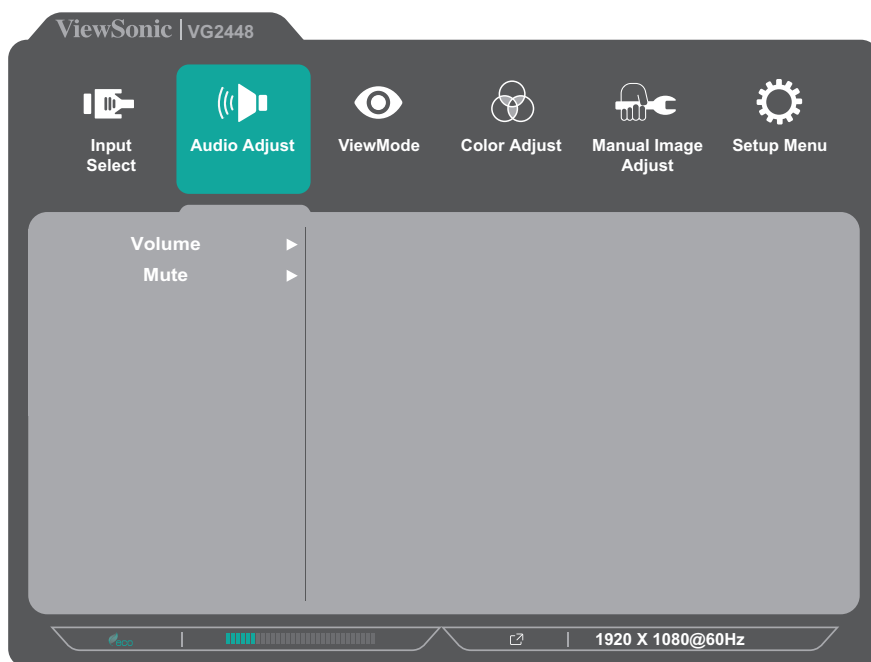 ViewSonic | VG2448
Input Select
Audio Adjust
ViewMode
Color Adjust
Manual Image Adjust
Setup Menu
Volume
Mute
eco
1920 X 1080@60Hz